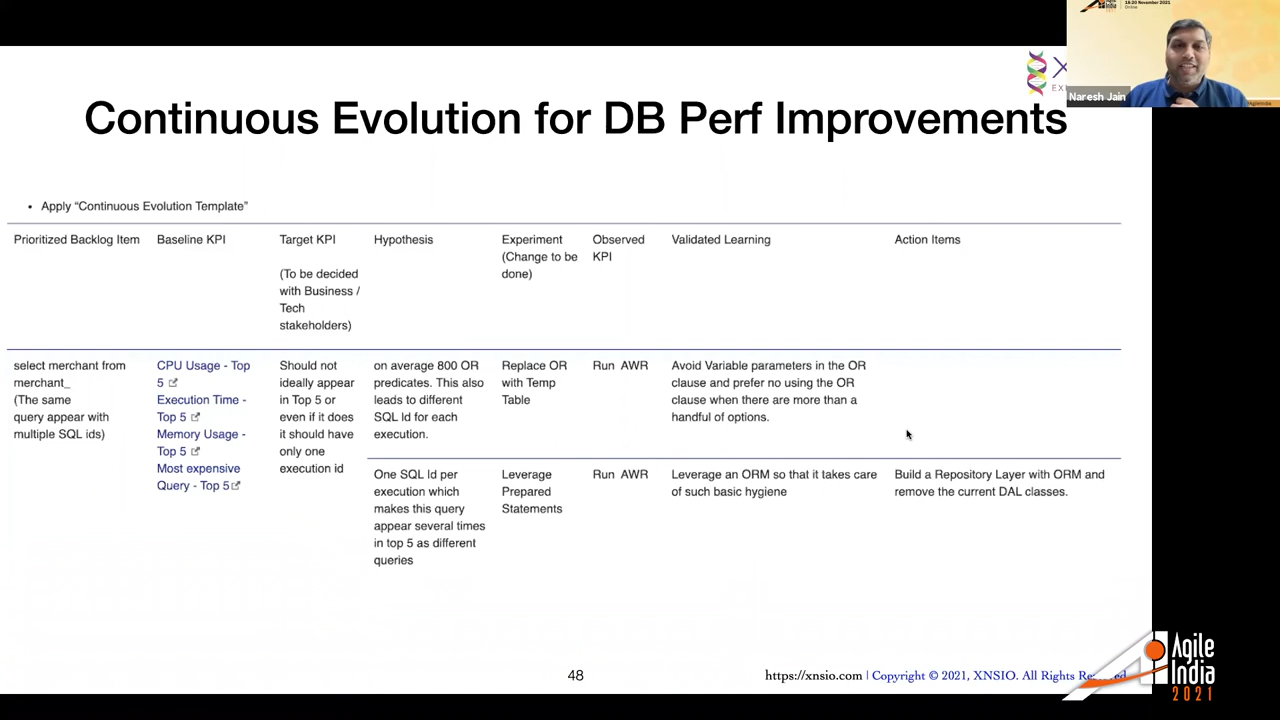 Agile
India
2021
18-20 November 2021
Online
Naresh Jain
Continuous Evolution for DB Perf Improvements
• Apply “Continuous Evolution Template”
Prioritized Backlog Item
Baseline KPI
Target KPI
(To be decided
with Business /
Tech
stakeholders)
Hypothesis
Experiment
(Change to be
done)
Observed
KPI
Validated Learning
Action Items
select merchant from
merchant_
(The same
query appear with
multiple SQL ids)
CPU Usage - Top
5
Execution Time -
Top 5
Memory Usage -
Top 5
Most expensive
Query - Top 5
Should not
ideally appear
in Top 5 or
even if it does
it should have
only one
execution id
on average 800 OR
predicates. This also
leads to different
SQL Id for each
execution.
Replace OR
with Temp
Table
Run AWR
Avoid Variable parameters in the OR
clause and prefer no using the OR
clause when there are more than a
handful of options.
One SQL Id per
execution which
makes this query
appear several times
in top 5 as different
queries
Leverage
Prepared
Statements
Run AWR
Leverage an ORM so that it takes care
of such basic hygiene
Build a Repository Layer with ORM and
remove the current DAL classes.
48
https://xnsio.com | Copyright © 2021, XNSIO. All Rights
Agile
India
2021